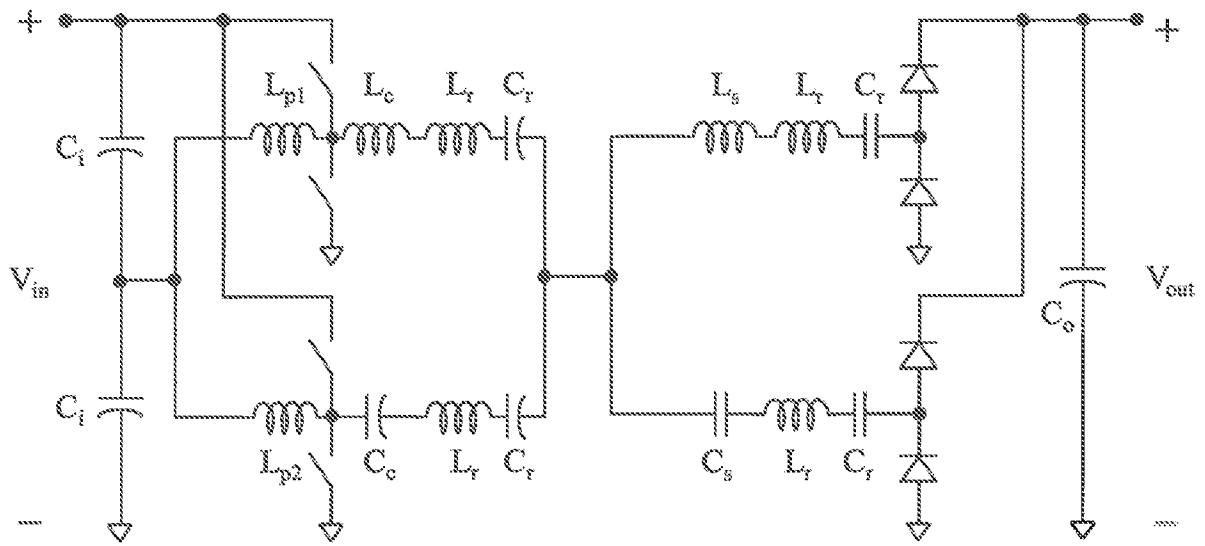 + +
L_p1 L_c L_r C_r L_s L_r C_r
C_i
V_in V_out
C_o
C_i
L_p2 C_c L_r C_r C_s L_r C_r
− −